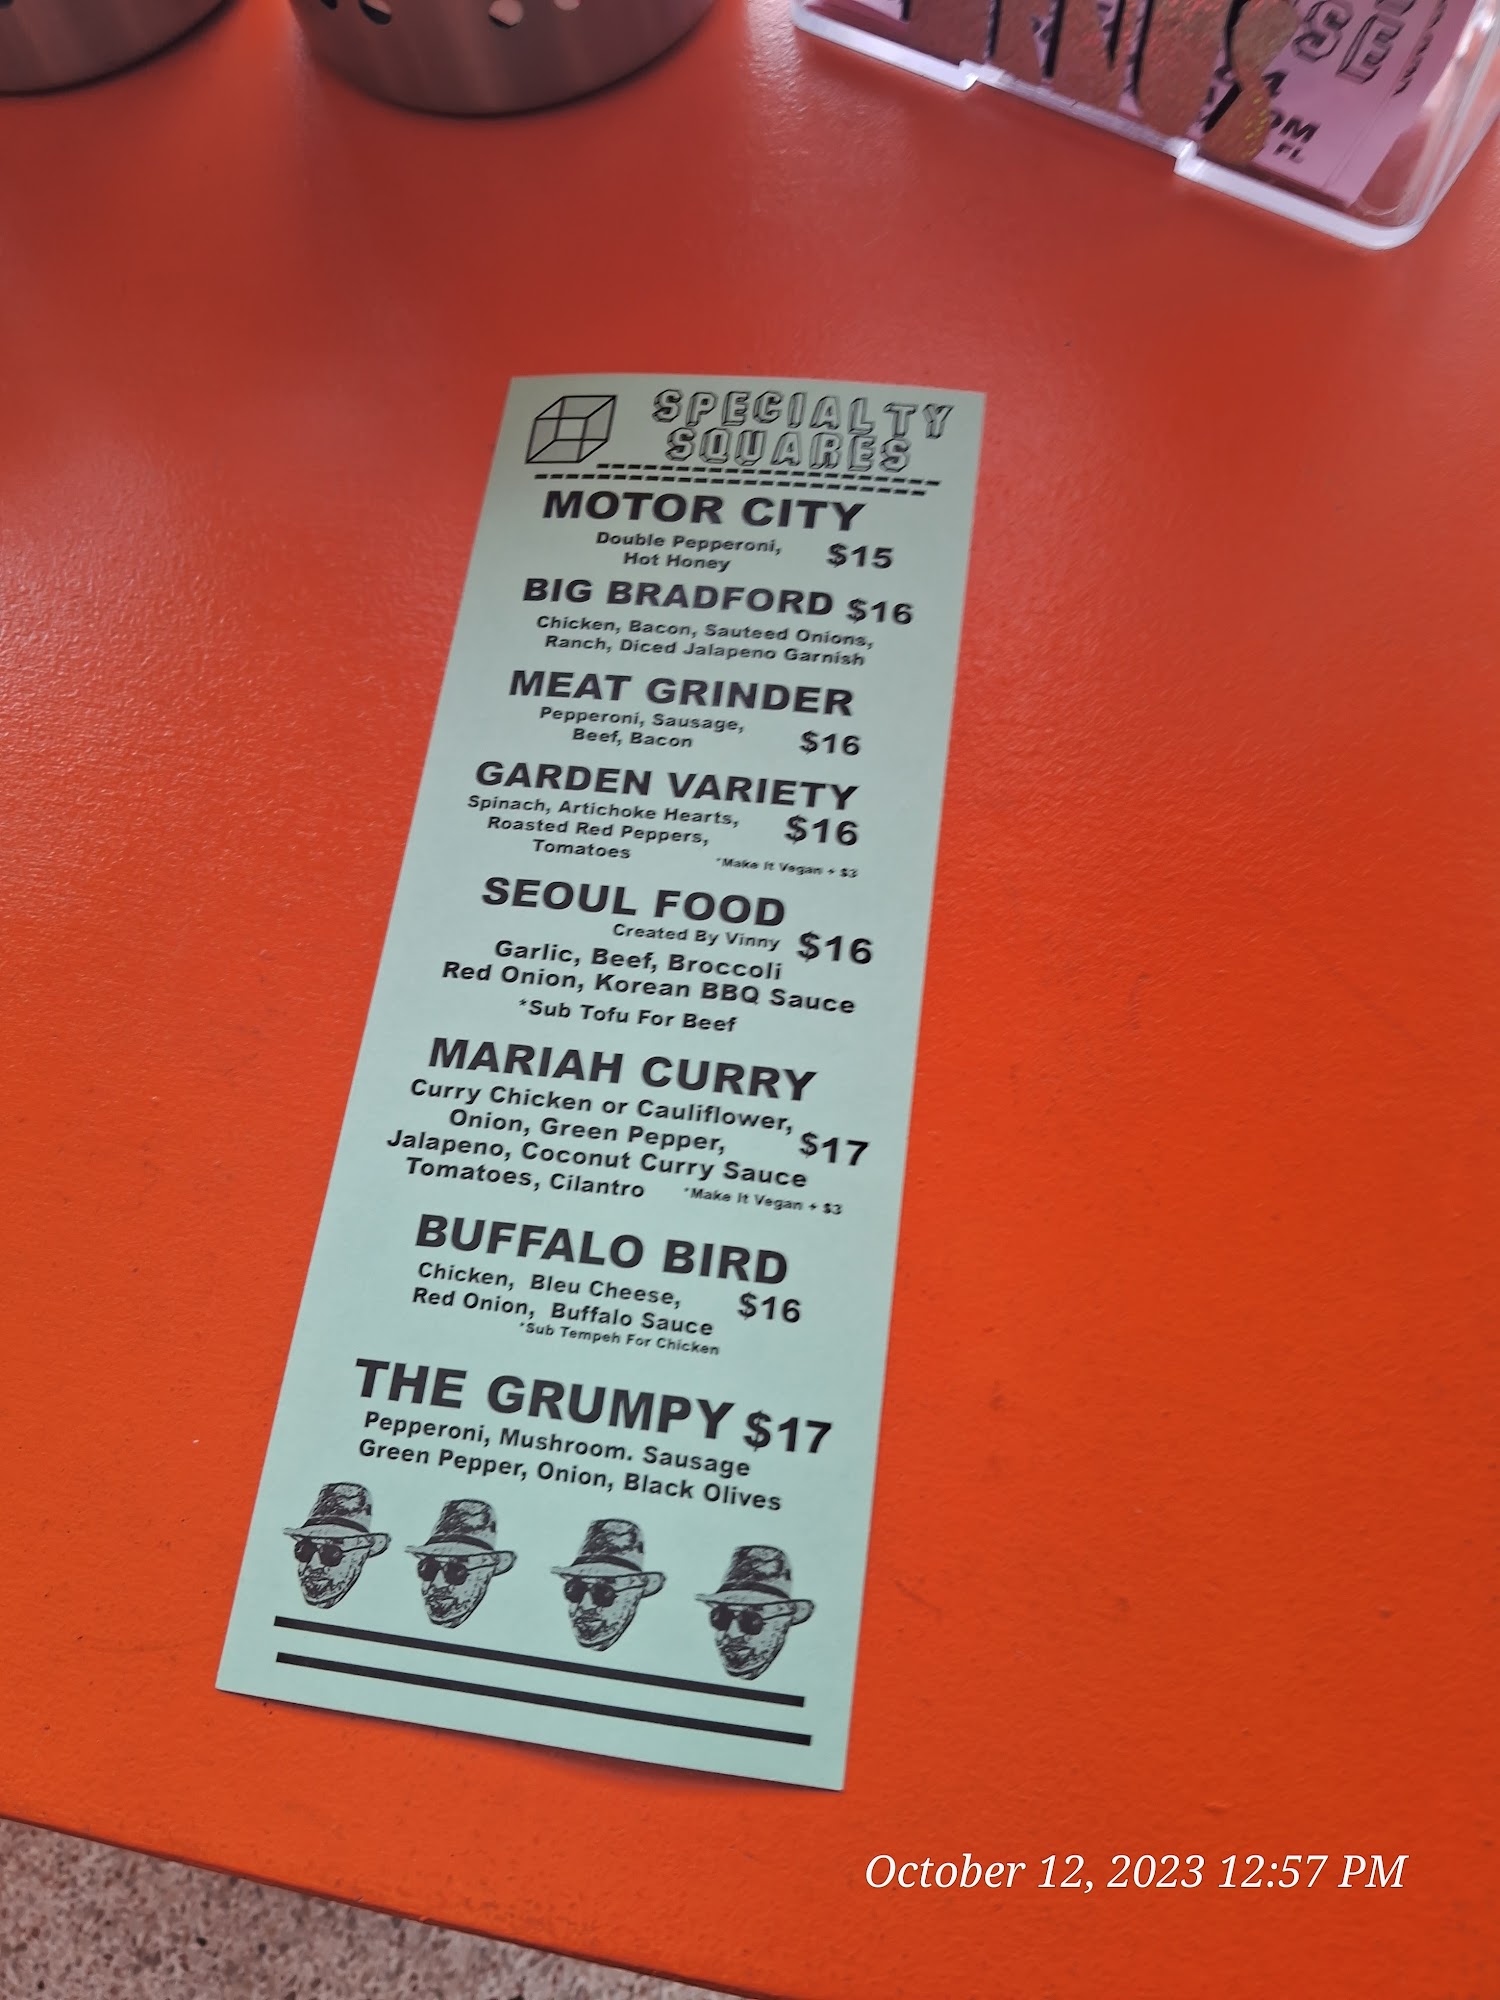 SPECIALTY
SQUARES
MOTOR CITY
Double Pepperoni,
Hot Honey
$15
BIG BRADFORD $16
Chicken, Bacon, Sauteed Onions,
Ranch, Diced Jalapeno Garnish
MEAT GRINDER
Pepperoni, Sausage,
Beef, Bacon
$16
GARDEN VARIETY
Spinach, Artichoke Hearts,
Roasted Red Peppers,
Tomatoes
$16
*Make It Vegan + $3
SEOUL FOOD
Created By Vinny
$16
Garlic, Beef, Broccoli
Red Onion, Korean BBQ Sauce
*Sub Tofu For Beef
MARIAH CURRY
Curry Chicken or Cauliflower,
Onion, Green Pepper,
$17
Jalapeno, Coconut Curry Sauce
Tomatoes, Cilantro
*Make It Vegan + $3
BUFFALO BIRD
Chicken, Bleu Cheese,
Red Onion, Buffalo Sauce
$16
*Sub Tempeh For Chicken
THE GRUMPY $17
Pepperoni, Mushroom. Sausage
Green Pepper, Onion, Black Olives
October 12, 2023 12:57 PM